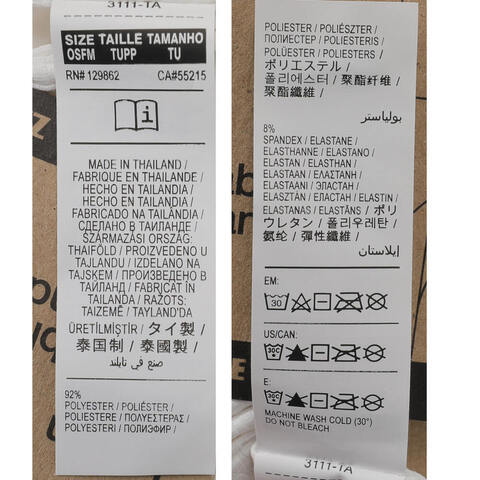 3111-TA
SIZE TAILLE TAMANHO
OSFM TUPP TU
RN# 129862 CA#55215
MADE IN THAILAND /
FABRIQUE EN THAILANDE /
HECHO EN TAILANDIA /
HECHO EN TAILANDIA /
FABRICADO NA TAILÂNDIA /
СДЕЛАНО В ТАИЛАНДЕ /
SZÁRMAZÁSI ORSZÁG:
THAIFÖLD / PROIZVEDENO U
TAJLANDU / IZDELANO NA
TAJSKEM / ПРОИЗВЕДЕНО В
ТАЙЛАНД / FABRICAT ÎN
TAILANDA / RAŽOTS:
TAIZEMĒ / TAYLAND'DA
ÜRETİLMİŞTİR / タイ製 /
泰国制 / 泰國製 /
صنع في تايلند
92%
POLYESTER / POLIÉSTER /
POLIESTERE / ΠΟΛΥΕΣΤΕΡΑΣ /
POLYESTERI / ПОЛИЭФИР /
POLIESTER / POLIÉSZTER /
ПОЛИЕСТЕР / POLIESTERIS /
POLÜESTER / POLIESTERS /
ポリエステル /
폴리에스터 / 聚酯纤维 /
聚酯纖維 /
بولياستر
8%
SPANDEX / ELASTANE /
ELASTHANNE / ELASTANO /
ELASTAN / ELASTHAN /
ELASTAAN / ΕΛΑΣΤΑΝΗ /
ELASTAANI / ЭЛАСТАН /
ELASZTÁN / ЕЛАСТАН / ELASTIN /
ELASTANAS / ELASTĀNS / ポリ
ウレタン / 폴리우레탄 /
氨纶 / 彈性纖維 /
إيلاستان
EM:
30
US/CAN:
30C
E:
30C
MACHINE WASH COLD (30°)
DO NOT BLEACH
3111-TA